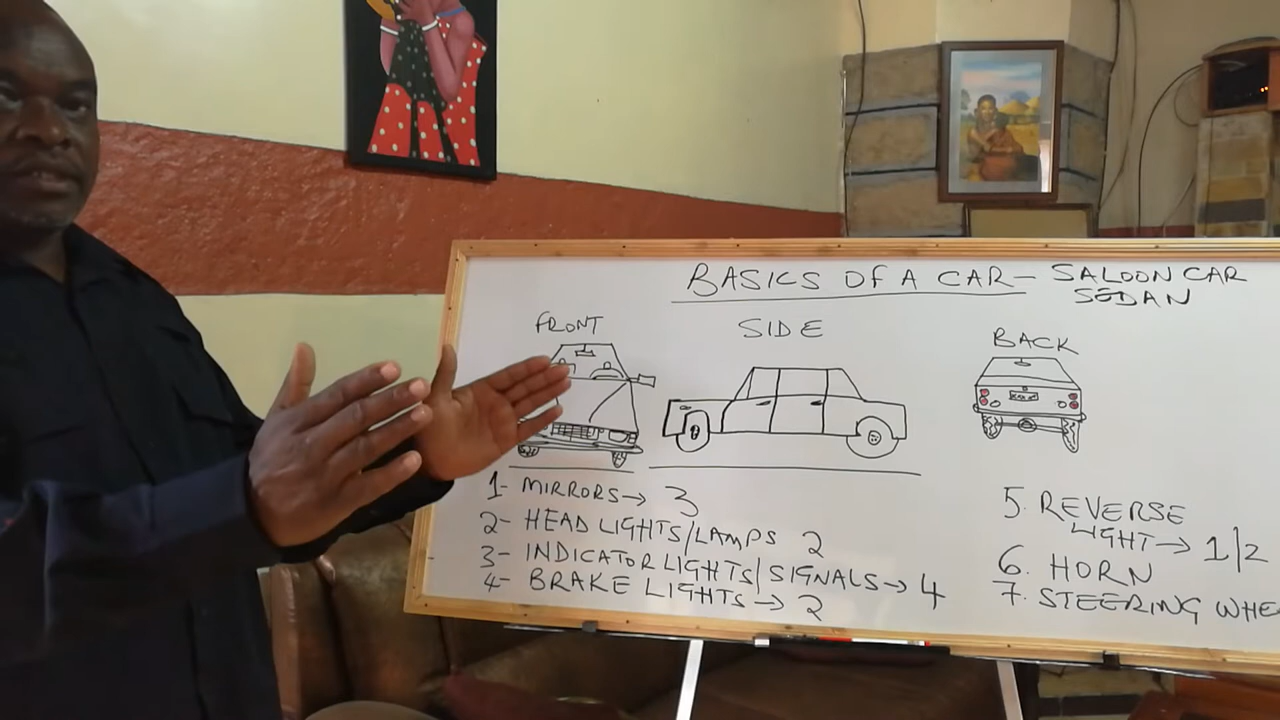 BASICS OF A CAR — SALOON CAR
SEDAN
FRONT
SIDE
BACK
1- MIRRORS → 3
2- HEAD LIGHTS/LAMPS 2
3- INDICATOR LIGHTS/SIGNALS → 4
4- BRAKE LIGHTS → 2
5. REVERSE
LIGHT → 1/2
6. HORN
7. STEERING WHE